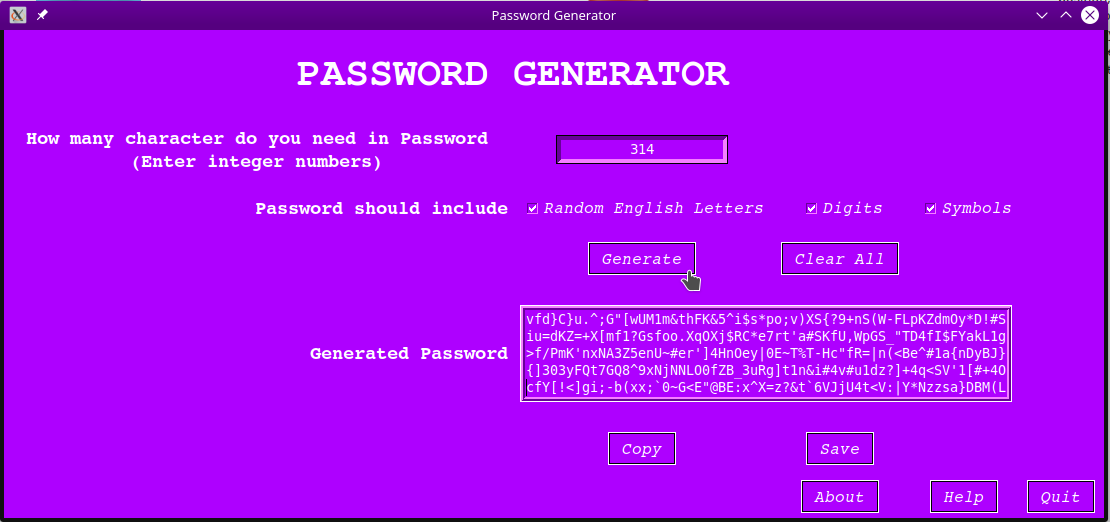 Password Generator
PASSWORD GENERATOR
How many character do you need in Password
(Enter integer numbers)
314
Password should include
Random English Letters
Digits
Symbols
Generate
Clear All
Generated Password
vfd}C}u.^;G"[wUM1m&thFK&5^i$s*po;v)XS{?9+nS(W-FLpKZdmOy*D!#S
iu=dKZ=+X[mf1?Gsfoo.XqOXj$RC*e7rt'a#SKfU,WpGS_"TD4fI$FYakL1g
>f/PmK'nxNA3Z5enU~#er']4HnOey|0E~T%T-Hc"fR=|n(<Be^#1a{nDyBJ}
{]303yFQt7GQ8^9xNjNNLO0fZB_3uRg]t1n&i#4v#u1dz?]+4q<SV'1[#+4O
cfY[!<]gi;-b(xx;`0~G<E"@BE:x^X=z?&t`6VJjU4t<V:|Y*Nzzsa}DBM(L
Copy
Save
About
Help
Quit